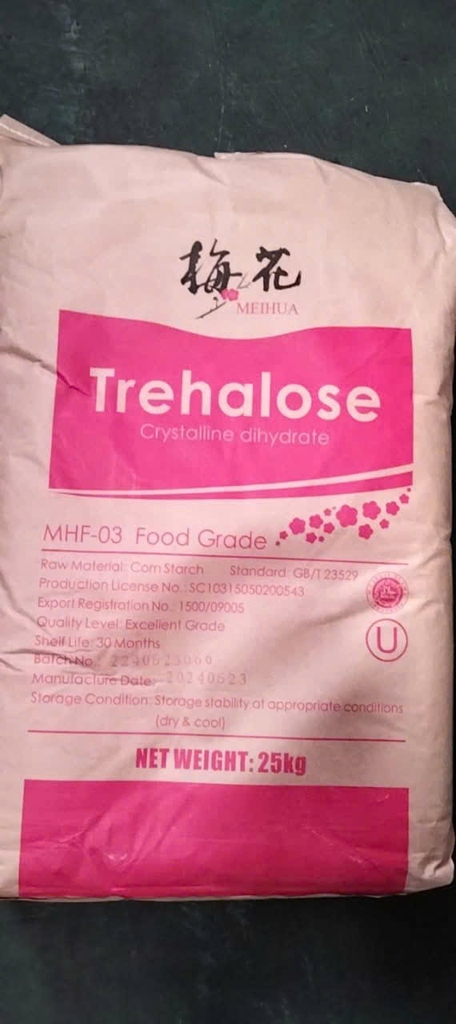 梅花
MEIHUA
Trehalose
Crystalline dihydrate
MHF-03 Food Grade
Raw Material: Corn Starch Standard: GB/T 23529
Production License No.: SC10315050200543
Export Registration No.: 1500/09005
Quality Level: Excellent Grade
Shelf Life: 30 Months
Batch No.:
Manufacture Date: 20240623
Storage Condition: Storage stability at appropriate conditions
(dry & cool)
U
NET WEIGHT: 25kg